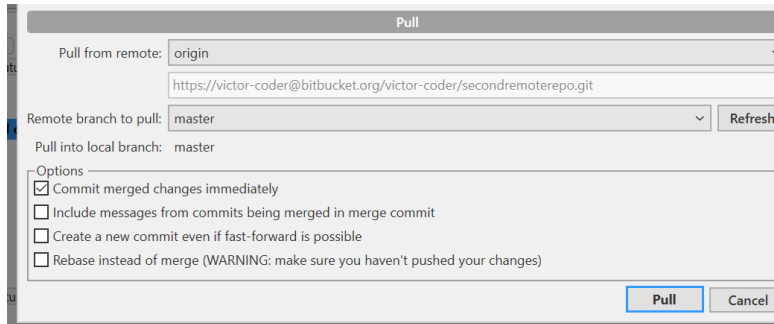 Pull
Pull from remote: origin
https://victor-coder@bitbucket.org/victor-coder/secondremoterepo.git
Remote branch to pull: master Refresh
Pull into local branch: master
Options
Commit merged changes immediately
Include messages from commits being merged in merge commit
Create a new commit even if fast-forward is possible
Rebase instead of merge (WARNING: make sure you haven't pushed your changes)
Pull Cancel